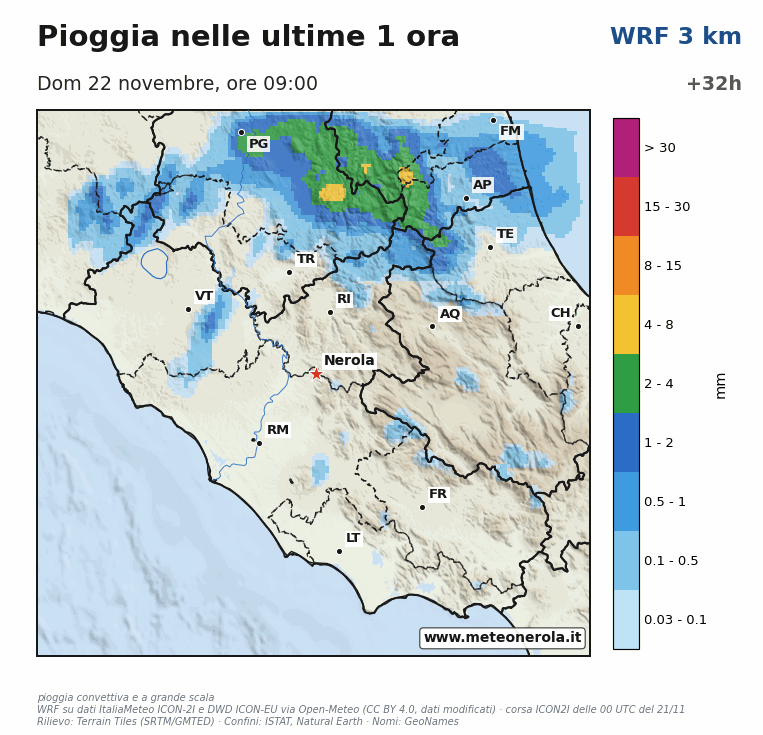 Pioggia nelle ultime 1 ora
WRF 3 km
Dom 22 novembre, ore 09:00
+32h
PG
FM
AP
TE
TR
VT
RI
AQ
CH.
Nerola
RM
FR
LT
www.meteonerola.it
> 30
15 - 30
8 - 15
4 - 8
2 - 4
1 - 2
0.5 - 1
0.1 - 0.5
0.03 - 0.1
mm
pioggia convettiva e a grande scala
WRF su dati ItaliaMeteo ICON-2I e DWD ICON-EU via Open-Meteo (CC BY 4.0, dati modificati) · corsa ICON2I delle 00 UTC del 21/11
Rilievo: Terrain Tiles (SRTM/GMTED) · Confini: ISTAT, Natural Earth · Nomi: GeoNames